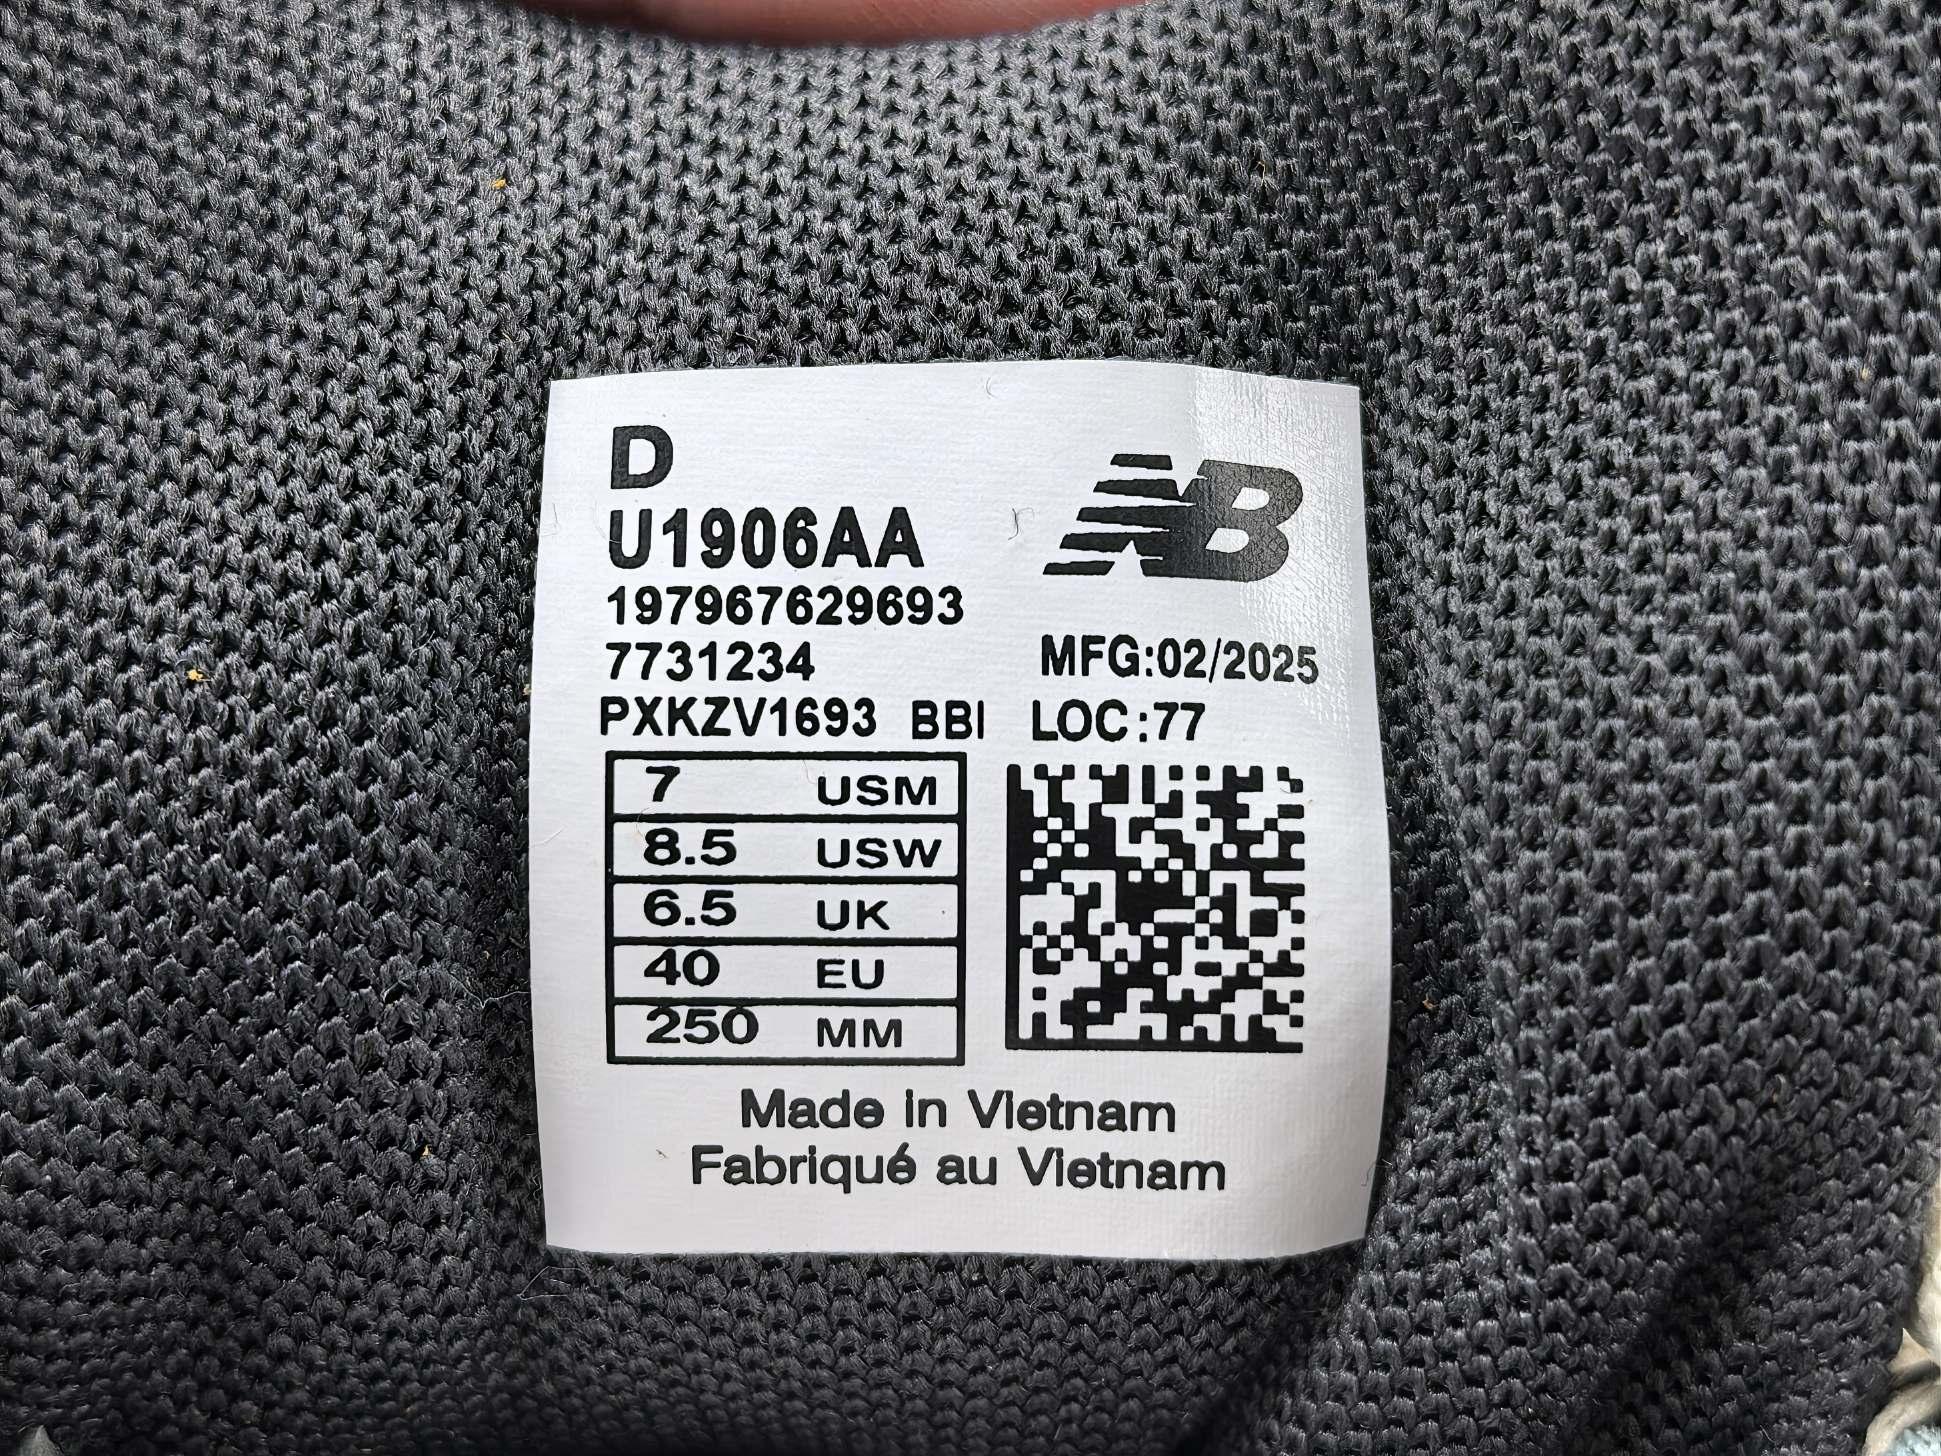 D
U1906AA
NB
197967629693
7731234 MFG:02/2025
PXKZV1693 BBI LOC:77
7 USM
8.5 USW
6.5 UK
40 EU
250 MM
Made in Vietnam
Fabriqué au Vietnam